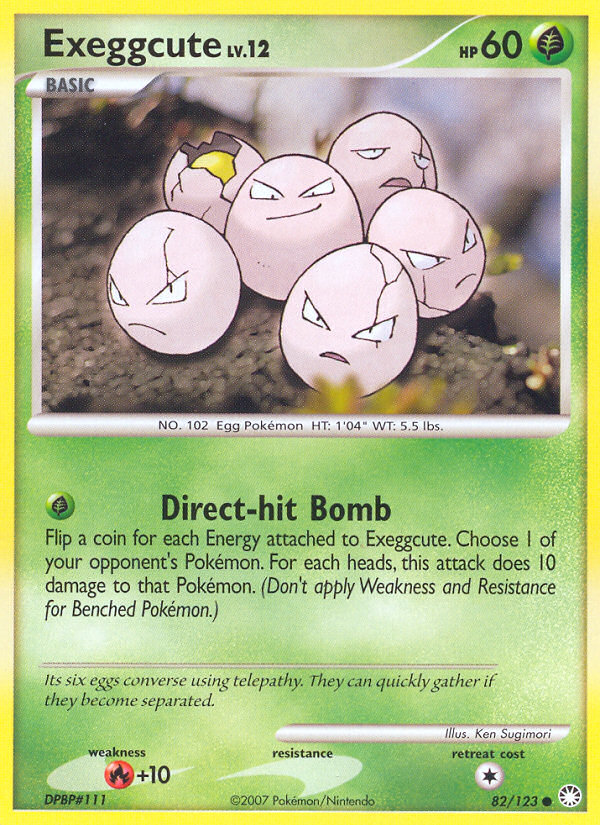 Exeggcute LV.12
HP 60
BASIC
NO. 102 Egg Pokémon HT: 1'04" WT: 5.5 lbs.
Direct-hit Bomb
Flip a coin for each Energy attached to Exeggcute. Choose 1 of
your opponent's Pokémon. For each heads, this attack does 10
damage to that Pokémon. (Don't apply Weakness and Resistance
for Benched Pokémon.)
Its six eggs converse using telepathy. They can quickly gather if
they become separated.
Illus. Ken Sugimori
weakness
resistance
retreat cost
+10
DPBP#111
©2007 Pokémon/Nintendo
82/123